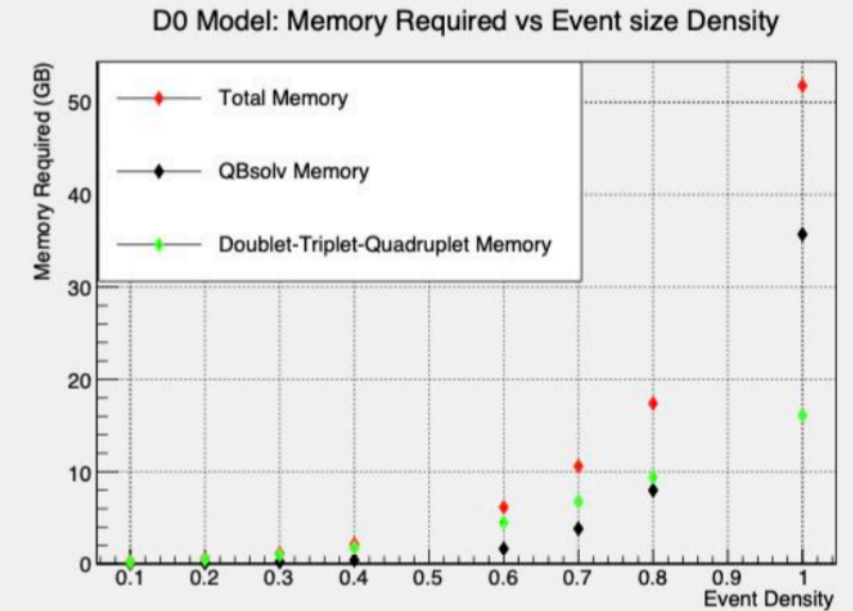 D0 Model: Memory Required vs Event size Density
Memory Required (GB)
50
40
30
20
10
0
Total Memory
QBsolv Memory
Doublet-Triplet-Quadruplet Memory
0.1 0.2 0.3 0.4 0.5 0.6 0.7 0.8 0.9 1
Event Density